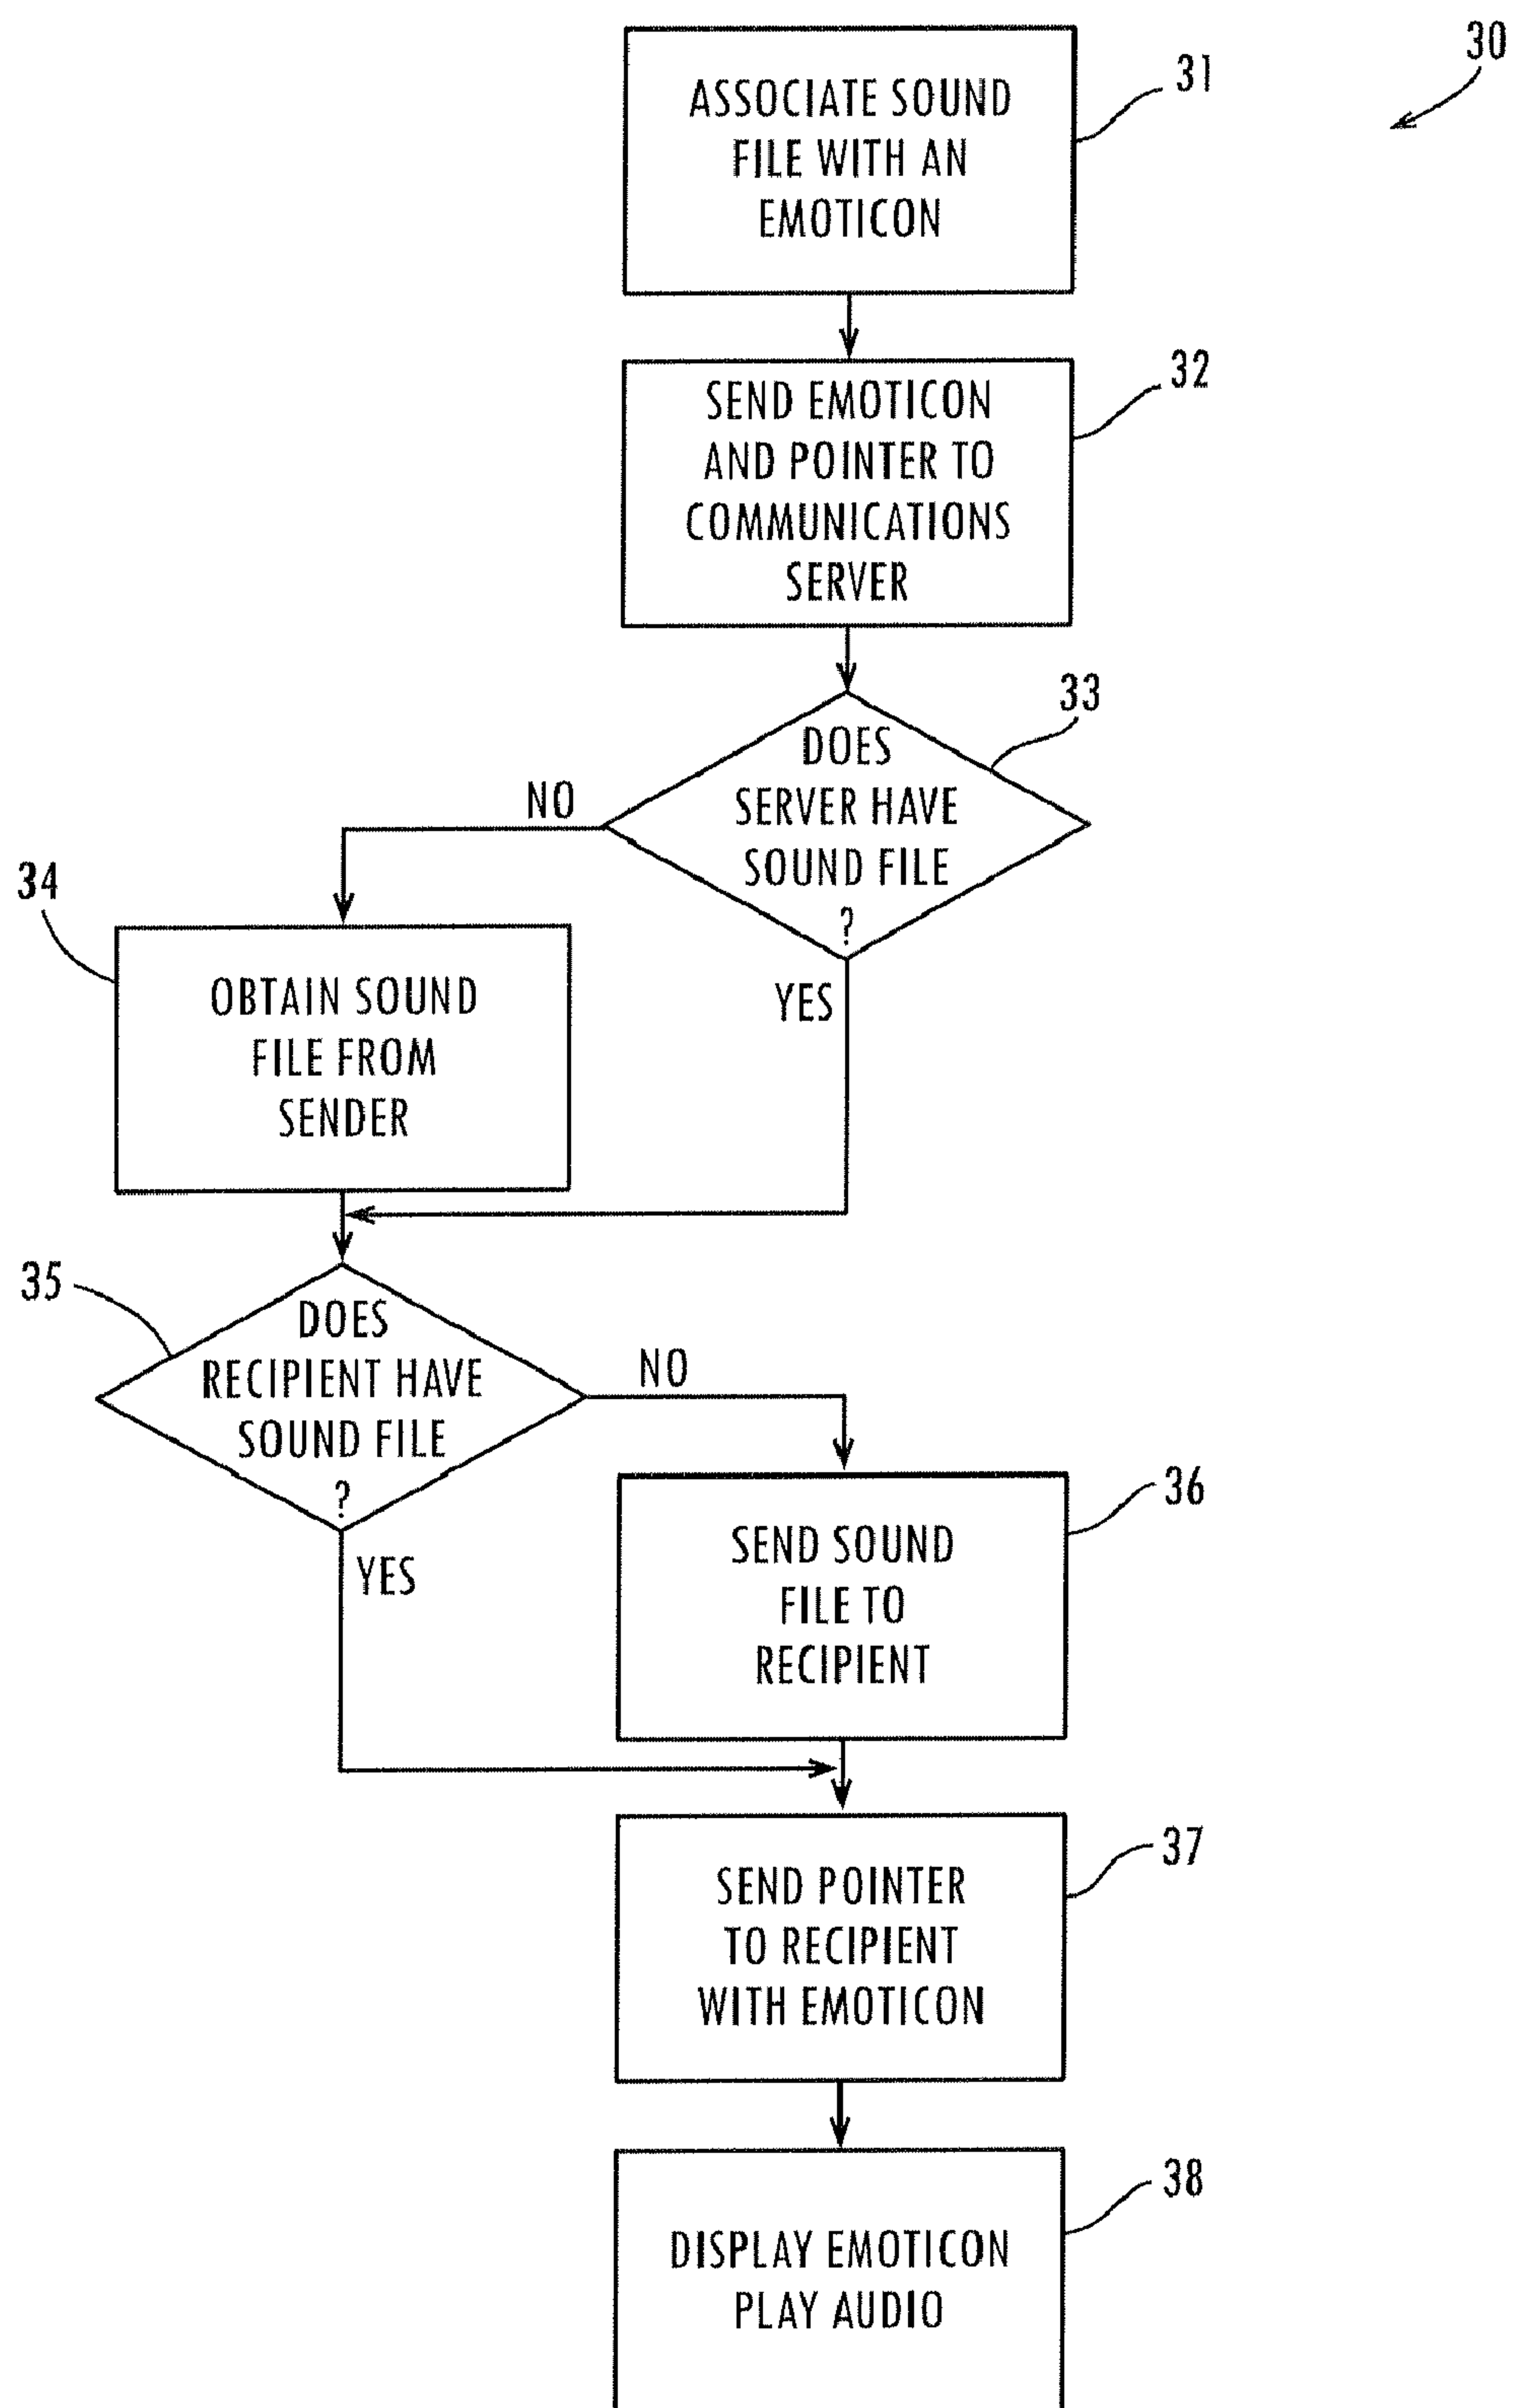 30
31
ASSOCIATE SOUND
FILE WITH AN
EMOTICON
32
SEND EMOTICON
AND POINTER TO
COMMUNICATIONS
SERVER
33
DOES
SERVER HAVE
SOUND FILE
?
NO
YES
34
OBTAIN SOUND
FILE FROM
SENDER
35
DOES
RECIPIENT HAVE
SOUND FILE
?
NO
YES
36
SEND SOUND
FILE TO
RECIPIENT
37
SEND POINTER
TO RECIPIENT
WITH EMOTICON
38
DISPLAY EMOTICON
PLAY AUDIO